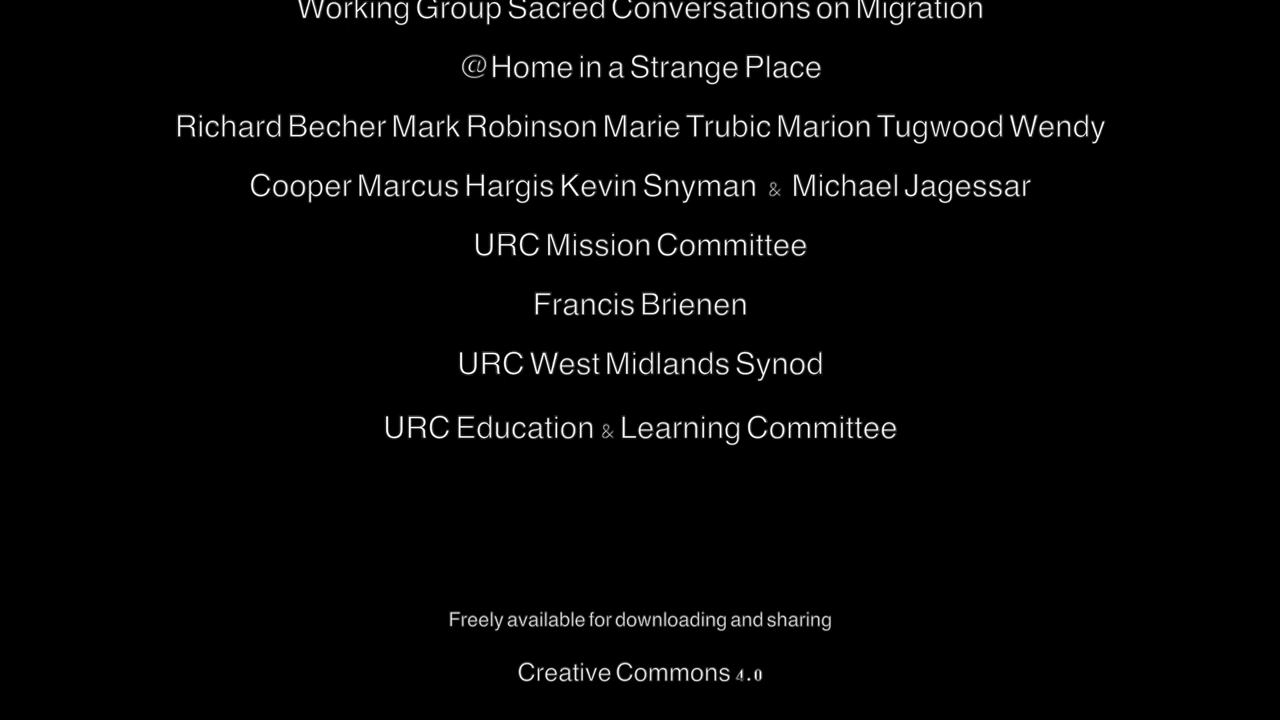 Working Group Sacred Conversations on Migration
@Home in a Strange Place
Richard Becher Mark Robinson Marie Trubic Marion Tugwood Wendy
Cooper Marcus Hargis Kevin Snyman & Michael Jagessar
URC Mission Committee
Francis Brienen
URC West Midlands Synod
URC Education & Learning Committee
Freely available for downloading and sharing
Creative Commons 4.0